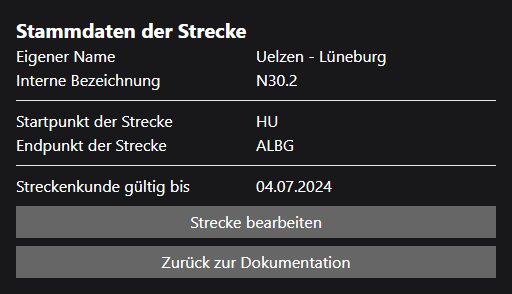 Stammdaten der Strecke
Eigener Name Uelzen - Lüneburg
Interne Bezeichnung N30.2
Startpunkt der Strecke HU
Endpunkt der Strecke ALBG
Streckenkunde gültig bis 04.07.2024
Strecke bearbeiten
Zurück zur Dokumentation